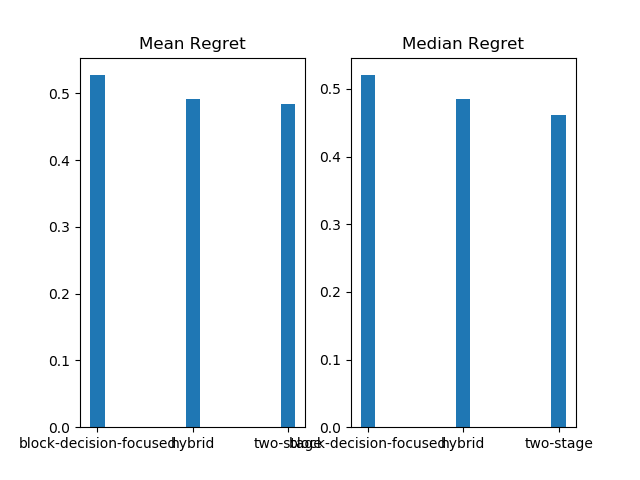 Mean Regret
0.5
0.4
0.3
0.2
0.1
0.0
block-decision-focused
hybrid
two-stage
Median Regret
0.5
0.4
0.3
0.2
0.1
0.0
block-decision-focused
hybrid
two-stage